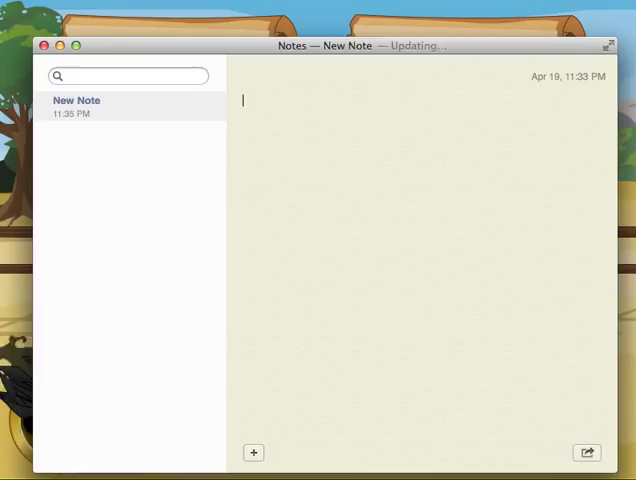 Notes — New Note — Updating...
Apr 19, 11:33 PM
New Note
11:35 PM